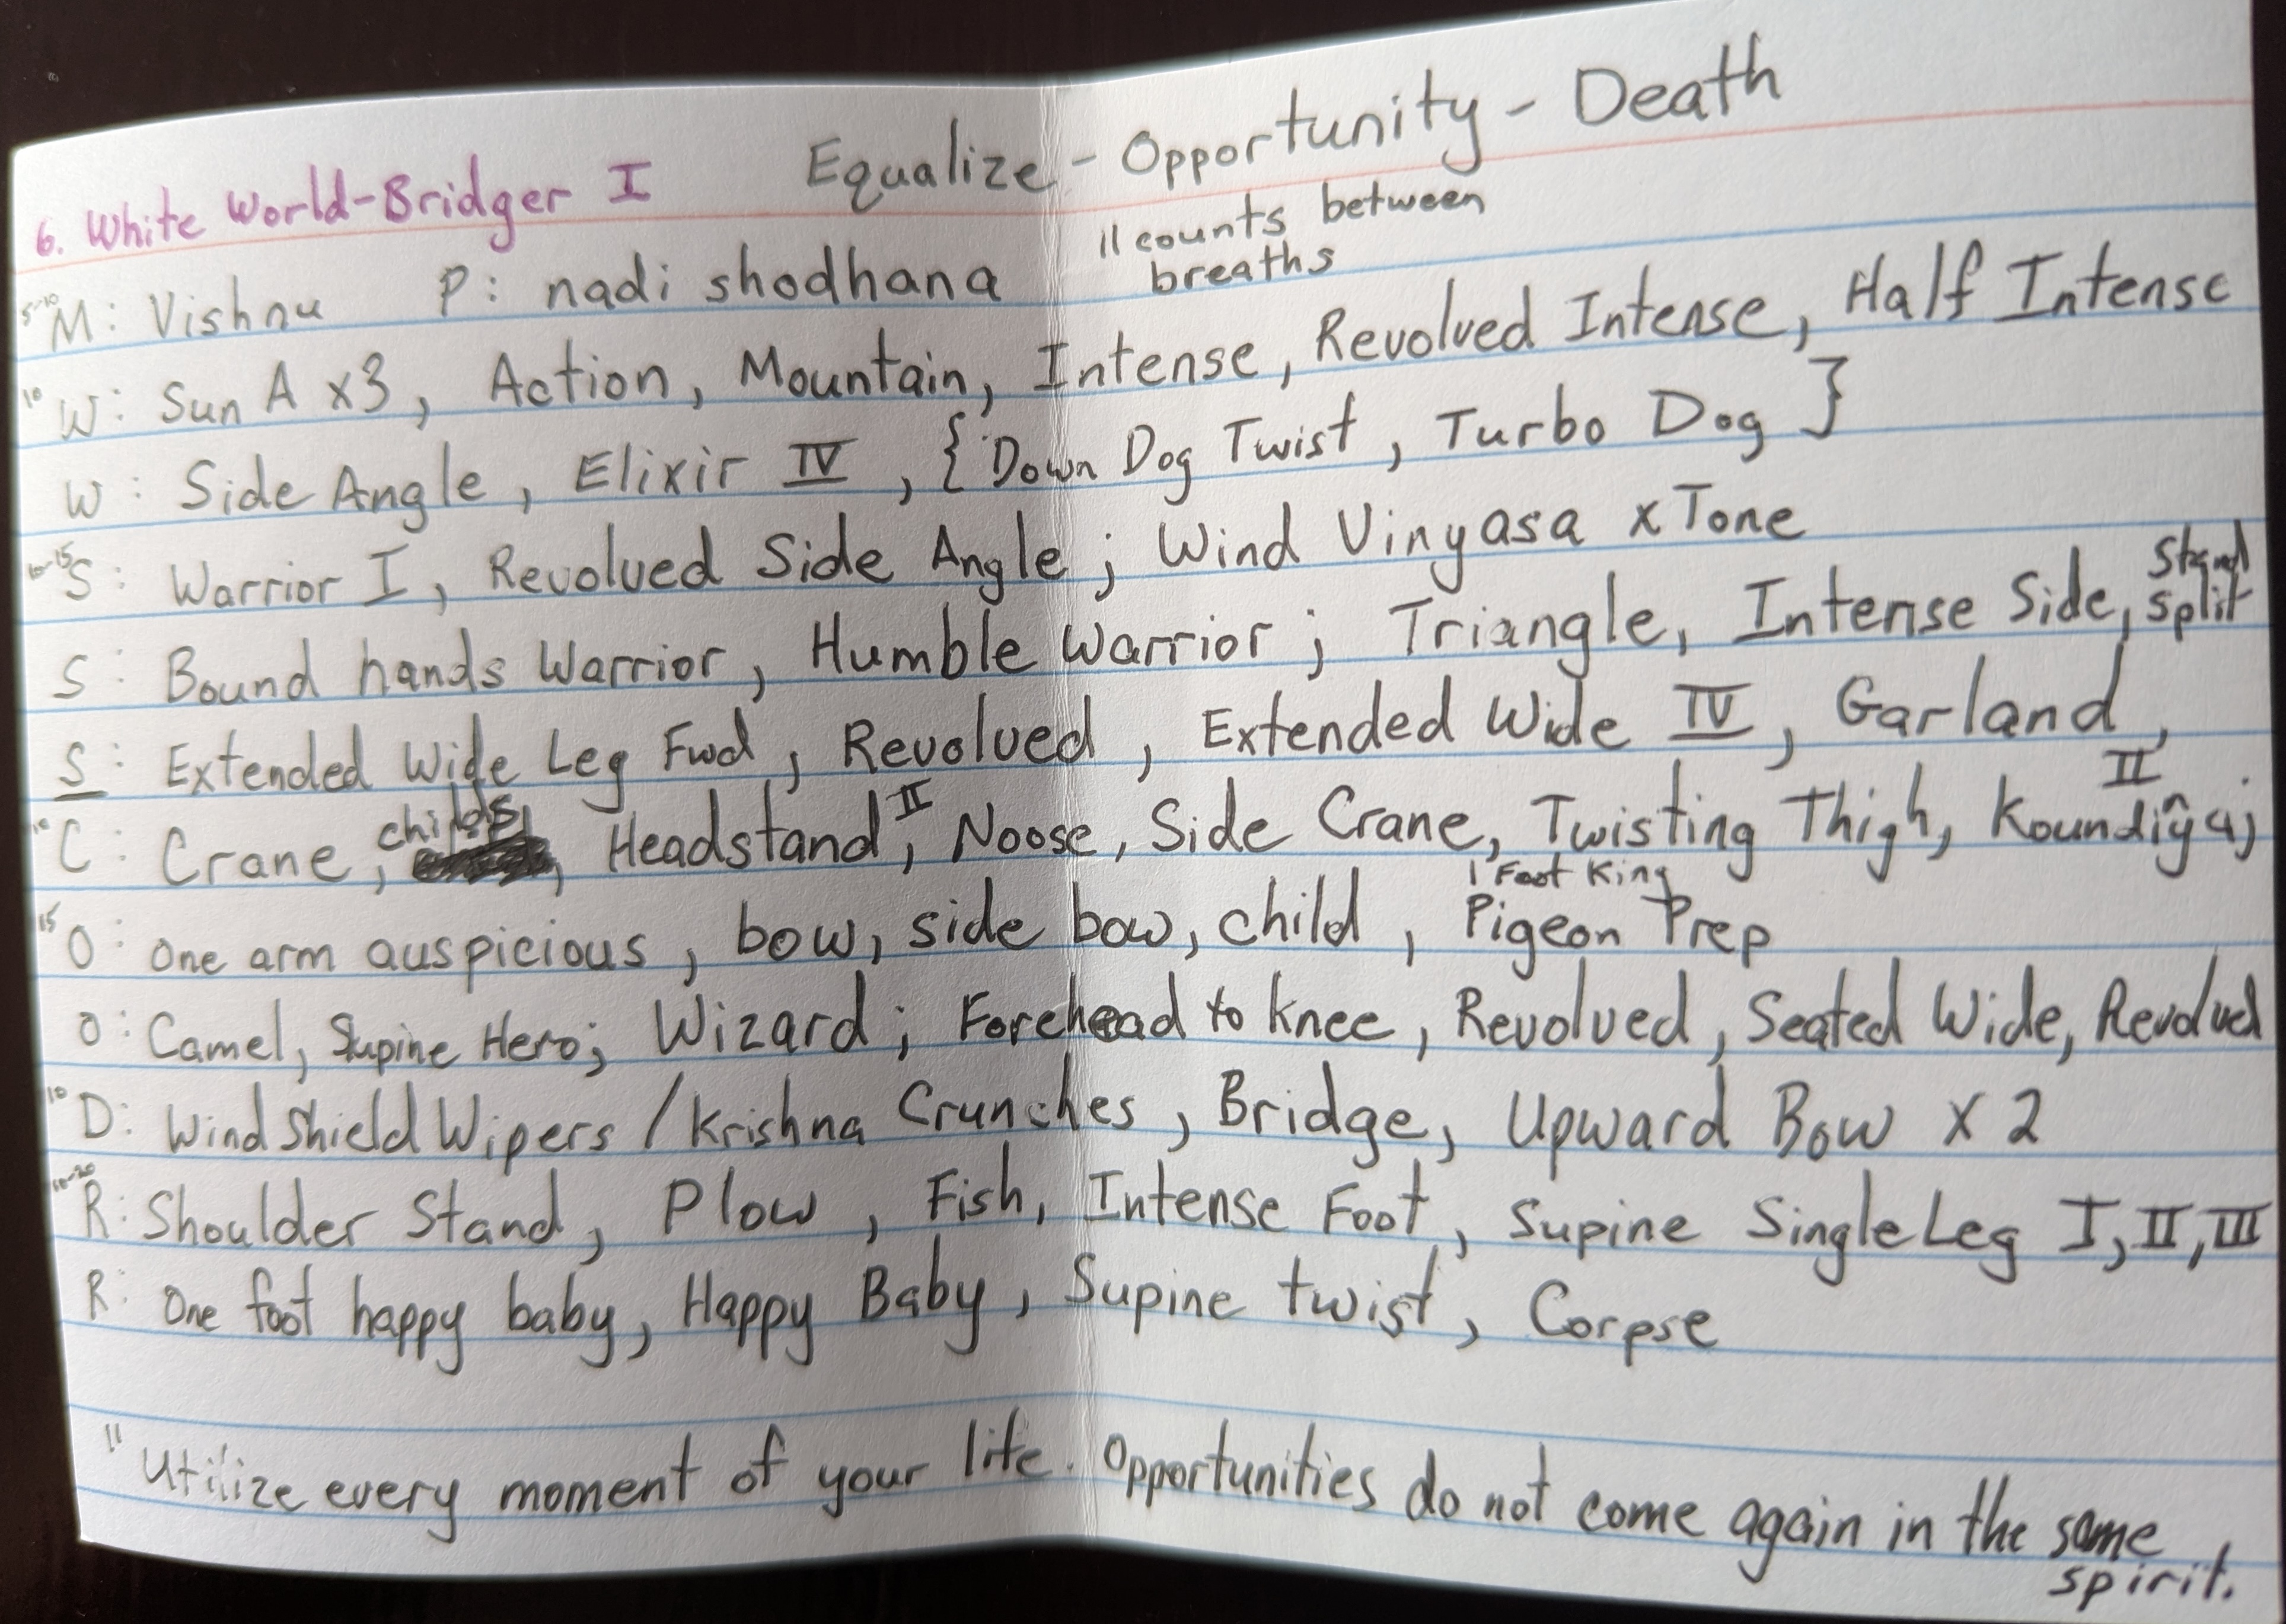 6. White World-Bridger I Equalize - Opportunity - Death
5-10 M: Vishnu P: nadi shodhana 11 counts between
breaths
10 W: Sun A x3, Action, Mountain, Intense, Revolved Intense, Half Intense
W: Side Angle, Elixir IV, { Down Dog Twist, Turbo Dog }
S: Warrior I, Revolved Side Angle; Wind Vinyasa x Tone
S: Bound hands Warrior, Humble Warrior; Triangle, Intense Side, Stand split
S: Extended Wide Leg Fwd, Revolved, Extended Wide IV, Garland,
10 C: Crane, childs, Headstand II, Noose, Side Crane, Twisting Thigh, Koundiñya II;
15 O: One arm auspicious, bow, side bow, child, 1 Foot King Pigeon Prep
O: Camel, Supine Hero; Wizard; Forehead to knee, Revolved, Seated Wide, Revolved
10 D: Windshield Wipers / Krishna Crunches, Bridge, Upward Bow x 2
10-20 R: Shoulder Stand, Plow, Fish, Intense Foot, Supine Single Leg I, II, III
R: One foot happy baby, Happy Baby, Supine twist, Corpse
"Utilize every moment of your life. Opportunities do not come again in the same
spirit.